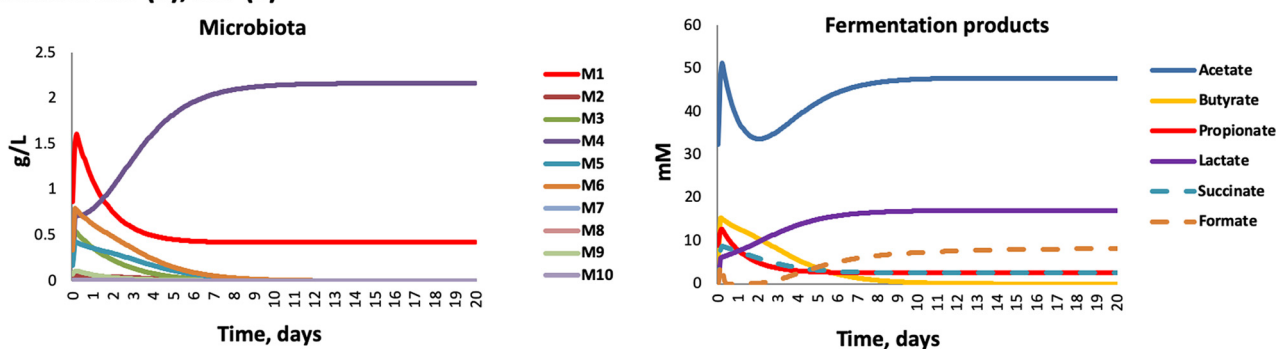 Microbiota
g/L
2.5
2
1.5
1
0.5
0
0 1 2 3 4 5 6 7 8 9 10 11 12 13 14 15 16 17 18 19 20
Time, days
M1
M2
M3
M4
M5
M6
M7
M8
M9
M10
Fermentation products
mM
60
50
40
30
20
10
0
0 1 2 3 4 5 6 7 8 9 10 11 12 13 14 15 16 17 18 19 20
Time, days
Acetate
Butyrate
Propionate
Lactate
Succinate
Formate